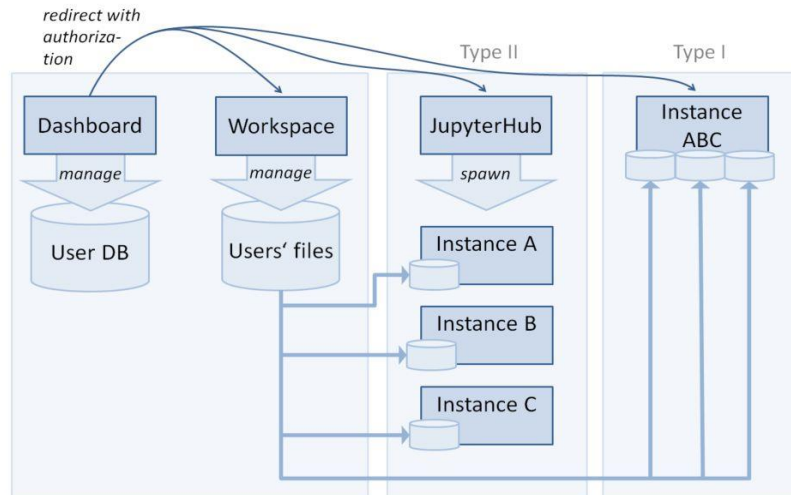 redirect with
authoriza-
tion
Type II
Type I
Dashboard
Workspace
JupyterHub
Instance
ABC
manage
manage
spawn
User DB
Users‘ files
Instance A
Instance B
Instance C